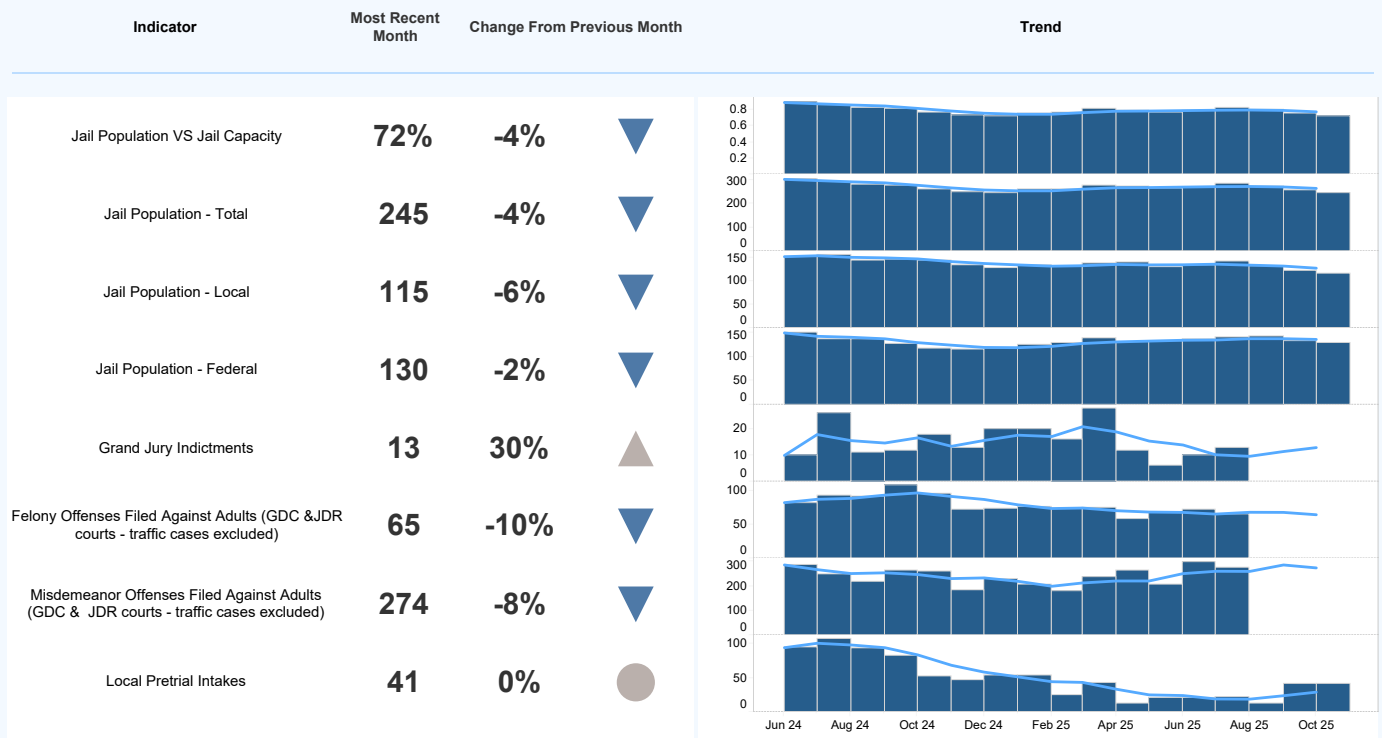 Indicator
Most Recent
Month
Change From Previous Month
Trend
Jail Population VS Jail Capacity
72%
-4%
0.8
0.6
0.4
0.2
Jail Population - Total
245
-4%
300
200
100
0
Jail Population - Local
115
-6%
150
100
50
0
Jail Population - Federal
130
-2%
150
100
50
0
Grand Jury Indictments
13
30%
20
10
0
Felony Offenses Filed Against Adults (GDC &JDR
courts - traffic cases excluded)
65
-10%
100
50
0
Misdemeanor Offenses Filed Against Adults
(GDC &  JDR courts - traffic cases excluded)
274
-8%
300
200
100
0
Local Pretrial Intakes
41
0%
100
50
0
Jun 24 Aug 24 Oct 24 Dec 24 Feb 25 Apr 25 Jun 25 Aug 25 Oct 25